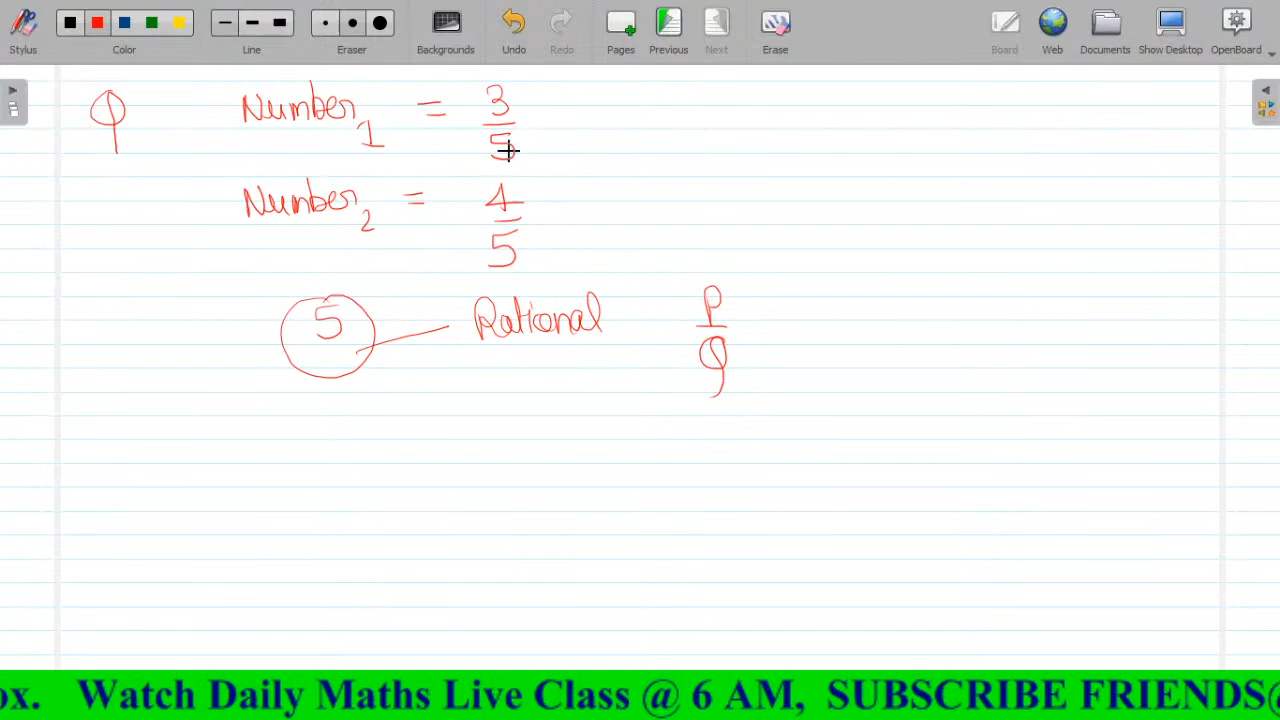 Stylus Color Line Eraser Backgrounds Undo Redo Pages Previous Next Erase Board Web Documents Show Desktop OpenBoard
Q Number₁ = 3/5
Number₂ = 4/5
5 Rational P/Q
ox. Watch Daily Maths Live Class @ 6 AM, SUBSCRIBE FRIENDS@